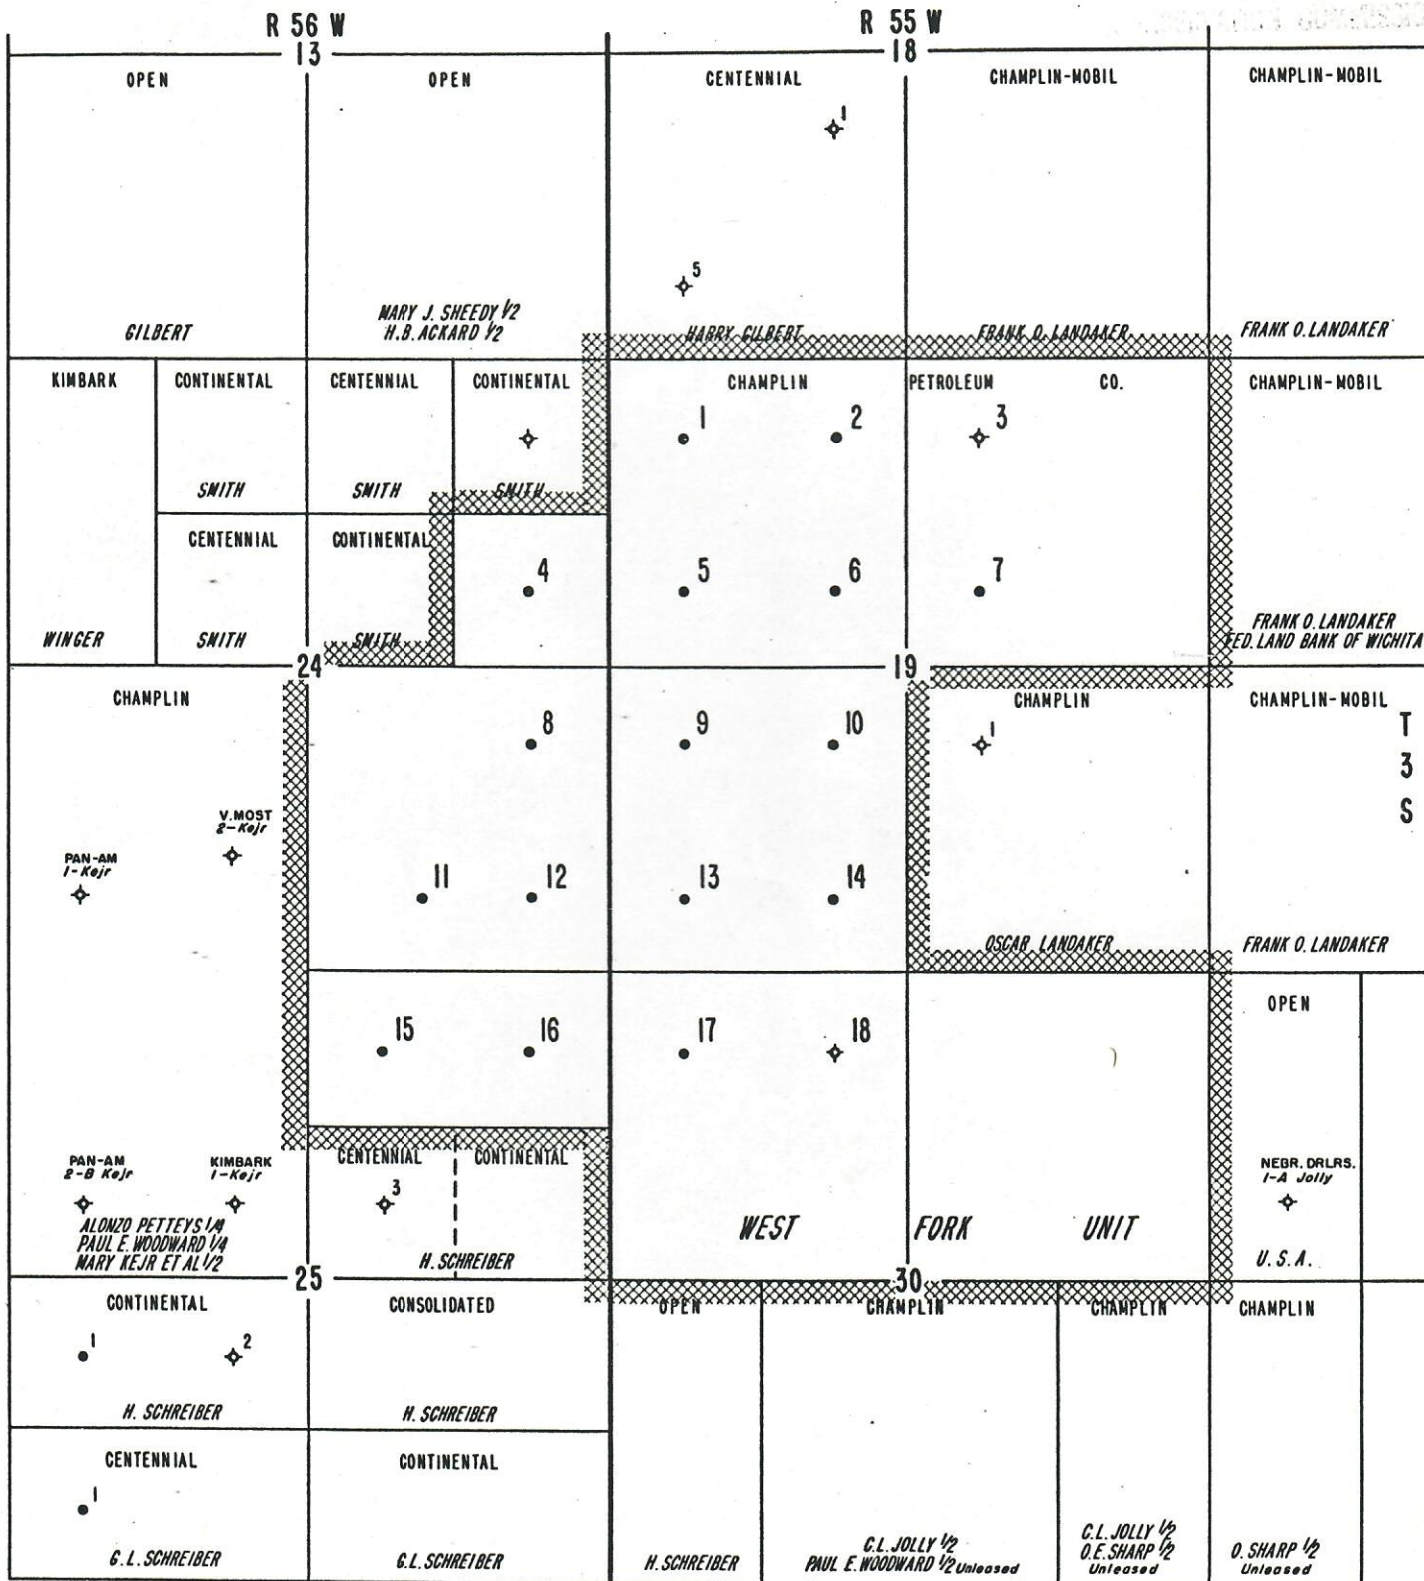 R 56 W
R 55 W
13
18
OPEN
OPEN
CENTENNIAL
CHAMPLIN-MOBIL
CHAMPLIN-MOBIL
1
5
GILBERT
MARY J. SHEEDY 1/2
H.B. ACKARD 1/2
HARRY GILBERT
FRANK O. LANDAKER
FRANK O. LANDAKER
KIMBARK
CONTINENTAL
CENTENNIAL
CONTINENTAL
CHAMPLIN
PETROLEUM
CO.
CHAMPLIN-MOBIL
1
2
3
SMITH
SMITH
SMITH
CENTENNIAL
CONTINENTAL
4
5
6
7
WINGER
SMITH
SMITH
FRANK O. LANDAKER
FED. LAND BANK OF WICHITA
24
19
CHAMPLIN
CHAMPLIN
CHAMPLIN-MOBIL
T
3
S
8
9
10
1
V. MOST
2-Kejr
PAN-AM
1-Kejr
11
12
13
14
OSCAR LANDAKER
FRANK O. LANDAKER
OPEN
15
16
17
18
PAN-AM
2-B Kejr
KIMBARK
1-Kejr
CENTENNIAL
CONTINENTAL
3
NEBR. DRLRS.
1-A Jolly
ALONZO PETTEYS 1/4
PAUL E. WOODWARD 1/4
MARY KEJR ET AL 1/2
H. SCHREIBER
WEST FORK UNIT
U.S.A.
25
30
CONTINENTAL
CONSOLIDATED
OPEN
CHAMPLIN
CHAMPLIN
CHAMPLIN
1
2
H. SCHREIBER
H. SCHREIBER
CENTENNIAL
CONTINENTAL
1
G.L. SCHREIBER
G.L. SCHREIBER
H. SCHREIBER
C.L. JOLLY 1/2
PAUL E. WOODWARD 1/2 Unleased
C.L. JOLLY 1/2
O.E. SHARP 1/2
Unleased
O. SHARP 1/2
Unleased